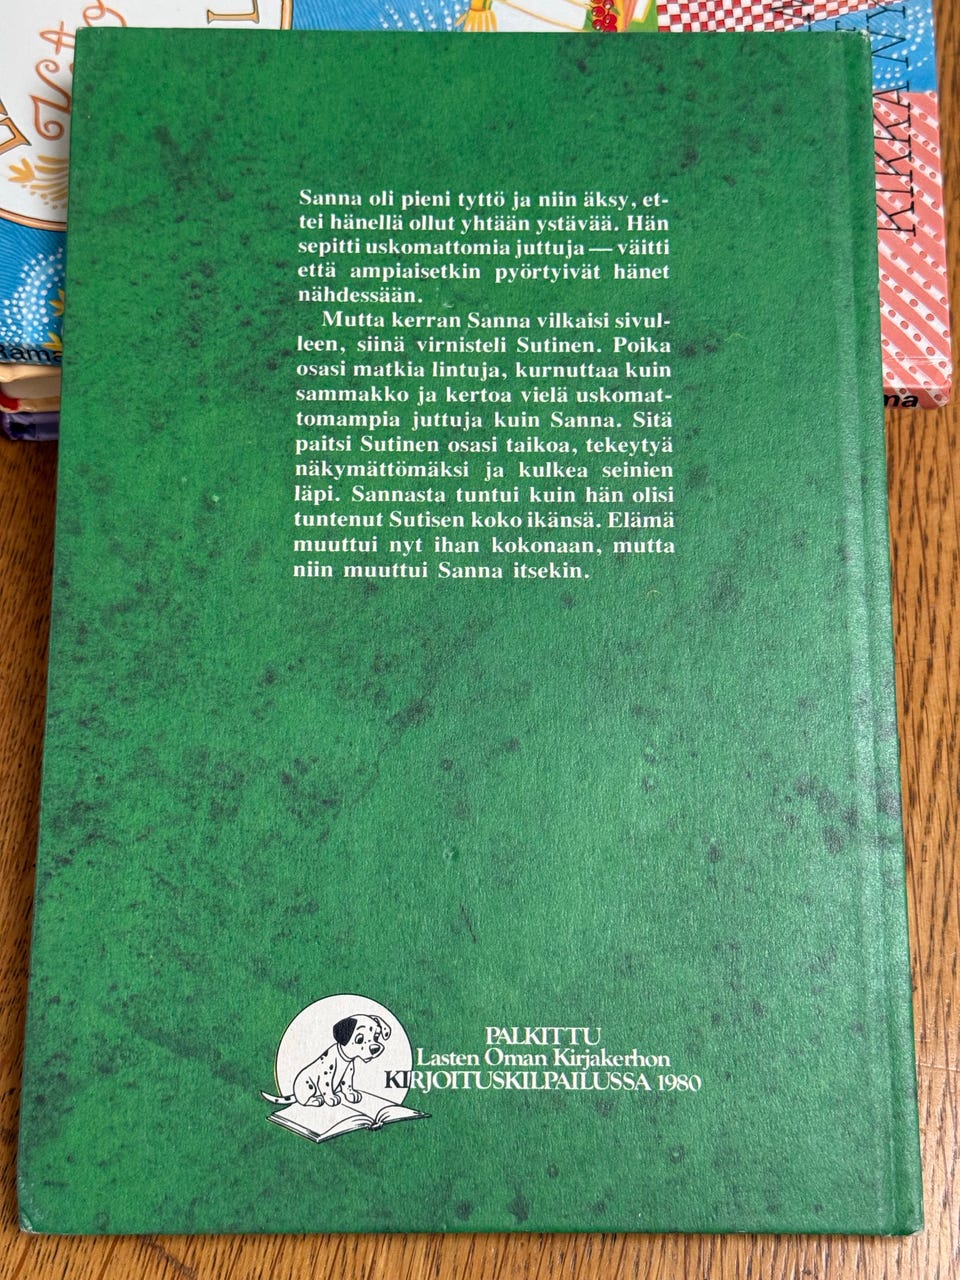 Sanna oli pieni tyttö ja niin äksy, et-
tei hänellä ollut yhtään ystävää. Hän
sepitti uskomattomia juttuja — väitti
että ampiaisetkin pyörtyivät hänet
nähdessään.
Mutta kerran Sanna vilkaisi sivul-
leen, siinä virnisteli Sutinen. Poika
osasi matkia lintuja, kurnuttaa kuin
sammakko ja kertoa vielä uskomat-
tomampia juttuja kuin Sanna. Sitä
paitsi Sutinen osasi taikoa, tekeytyä
näkymättömäksi ja kulkea seinien
läpi. Sannasta tuntui kuin hän olisi
tuntenut Sutisen koko ikänsä. Elämä
muuttui nyt ihan kokonaan, mutta
niin muuttui Sanna itsekin.
PALKITTU
Lasten Oman Kirjakerhon
KIRJOITUSKILPAILUSSA 1980